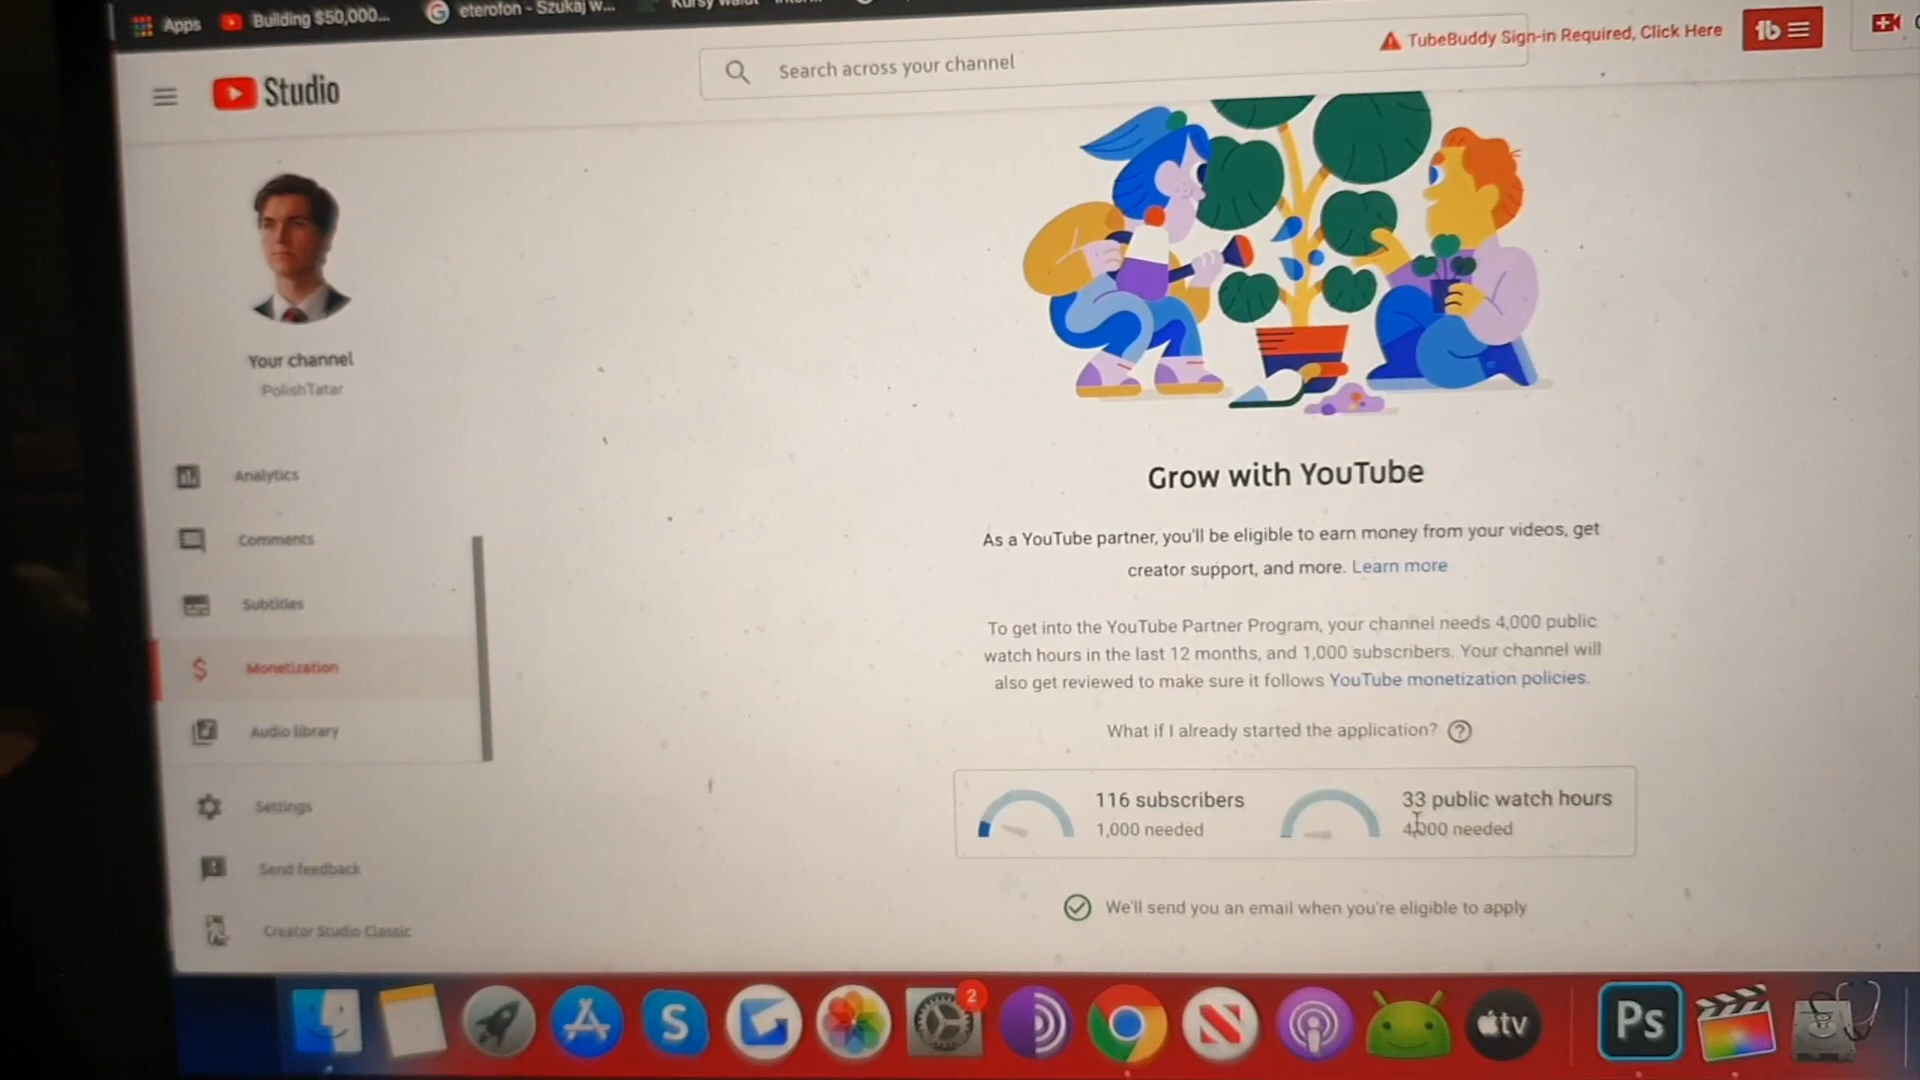 Apps
Building $50,000...
eterofon - Szukaj w...
Studio
Search across your channel
TubeBuddy Sign-in Required, Click Here
Your channel
PolishTatar
Analytics
Comments
Subtitles
Monetization
Audio library
Settings
Send feedback
Creator Studio Classic
Grow with YouTube
As a YouTube partner, you'll be eligible to earn money from your videos, get
creator support, and more. Learn more
To get into the YouTube Partner Program, your channel needs 4,000 public
watch hours in the last 12 months, and 1,000 subscribers. Your channel will
also get reviewed to make sure it follows YouTube monetization policies.
What if I already started the application? ?
116 subscribers
1,000 needed
33 public watch hours
4,000 needed
We'll send you an email when you're eligible to apply
2
S
tv
Ps